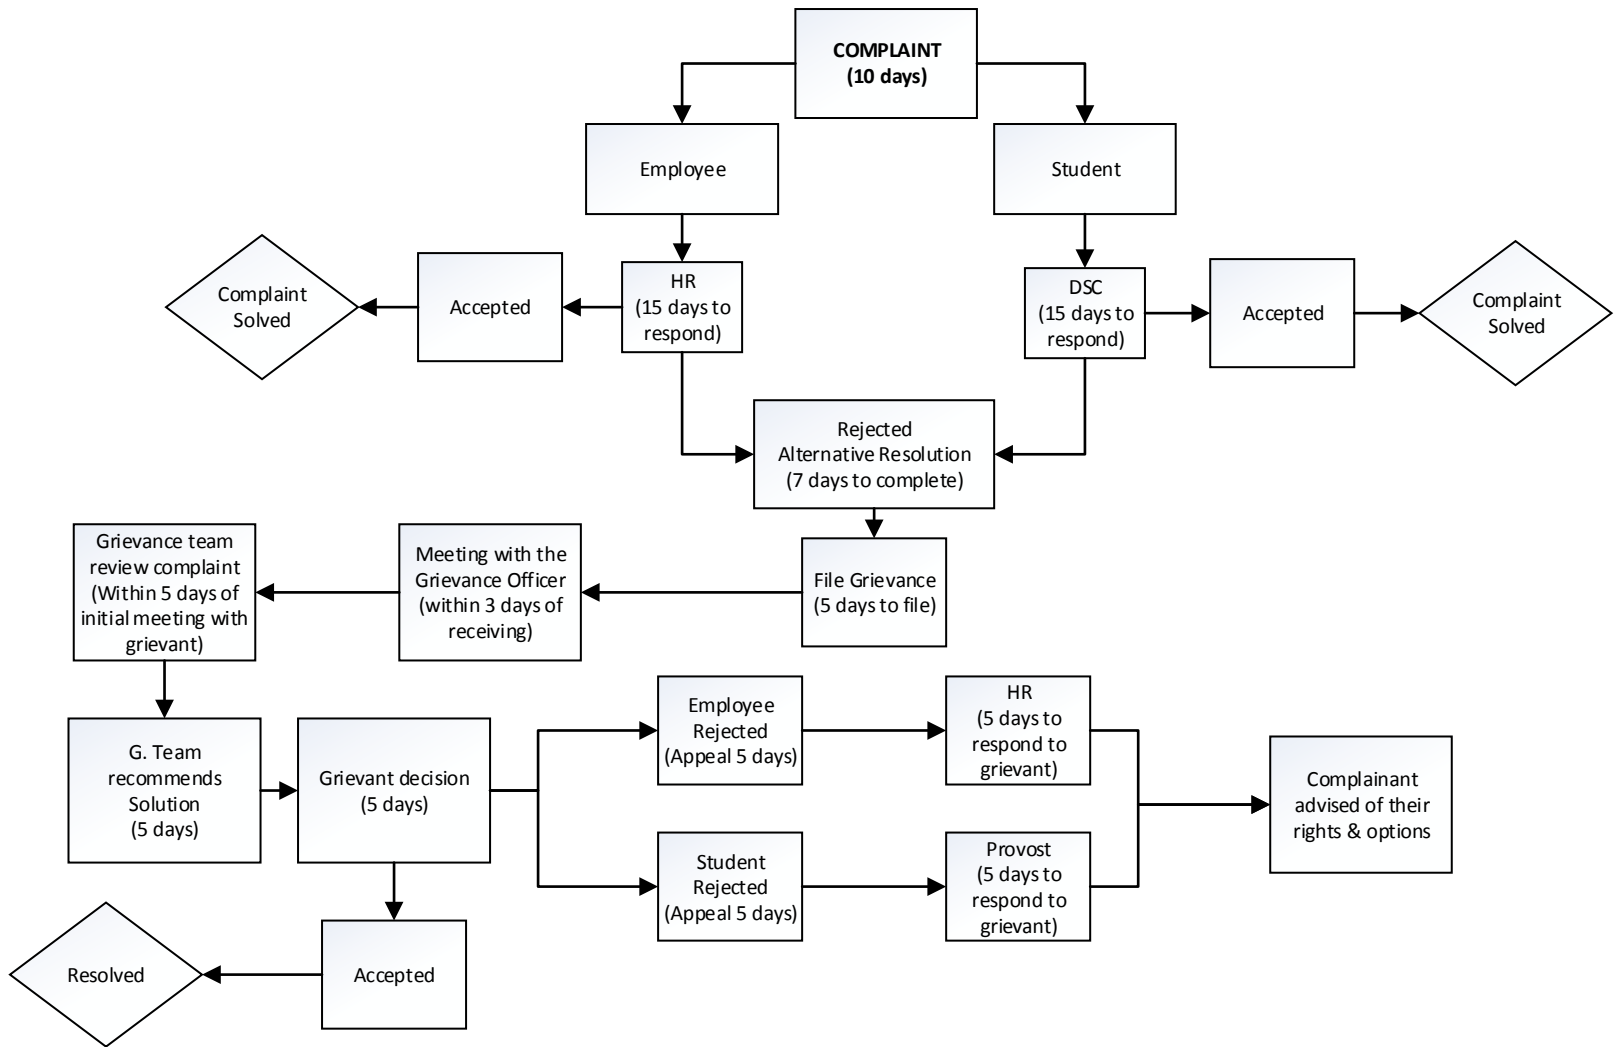 COMPLAINT
(10 days)
Employee
Student
Complaint
Solved
Accepted
HR
(15 days to
respond)
DSC
(15 days to
respond)
Accepted
Complaint
Solved
Rejected
Alternative Resolution
(7 days to complete)
Grievance team
review complaint
(Within 5 days of
initial meeting with
grievant)
Meeting with the
Grievance Officer
(within 3 days of
receiving)
File Grievance
(5 days to file)
G. Team
recommends
Solution
(5 days)
Grievant decision
(5 days)
Employee
Rejected
(Appeal 5 days)
HR
(5 days to
respond to
grievant)
Complainant
advised of their
rights & options
Student
Rejected
(Appeal 5 days)
Provost
(5 days to
respond to
grievant)
Resolved
Accepted